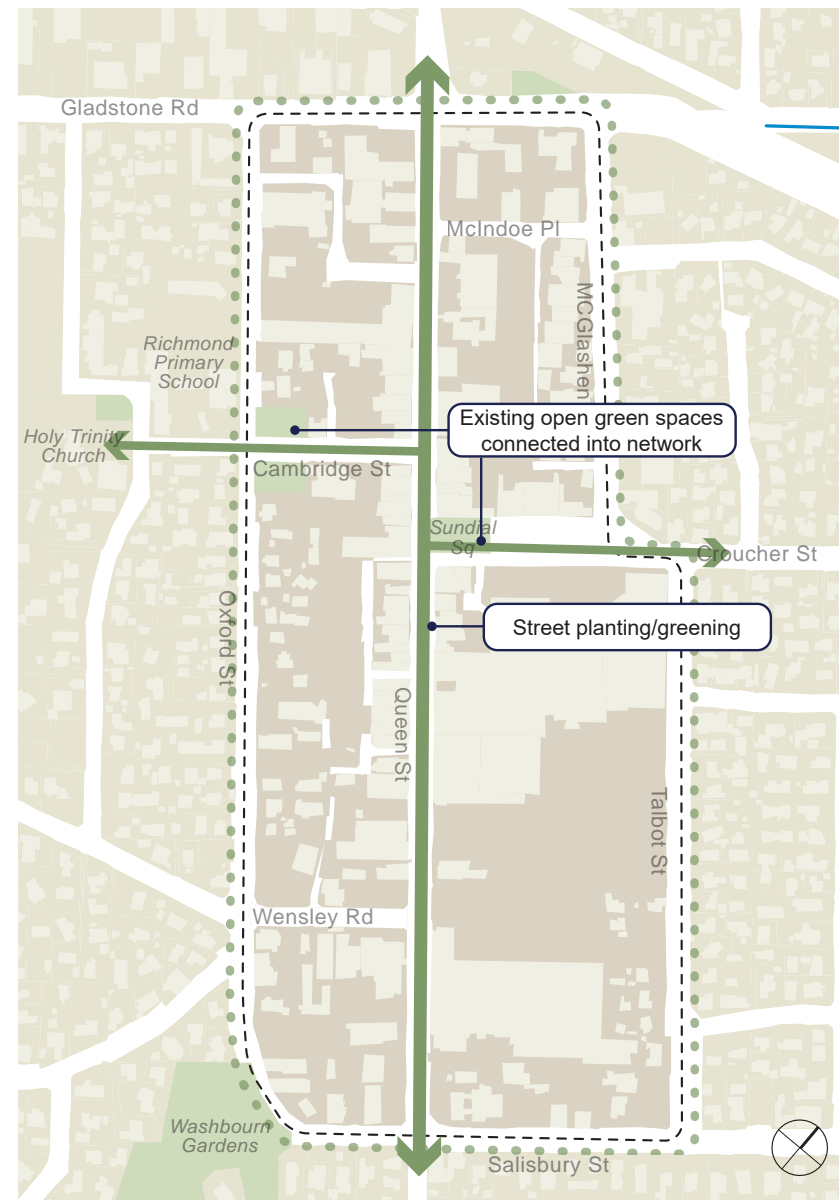 Gladstone Rd
McIndoe Pl
MCGlashen
Richmond
Primary
School
Existing open green spaces
connected into network
Holy Trinity
Church
Cambridge St
Sundial
Sq
Croucher St
Oxford St
Street planting/greening
Queen St
Talbot St
Wensley Rd
Washbourn
Gardens
Salisbury St